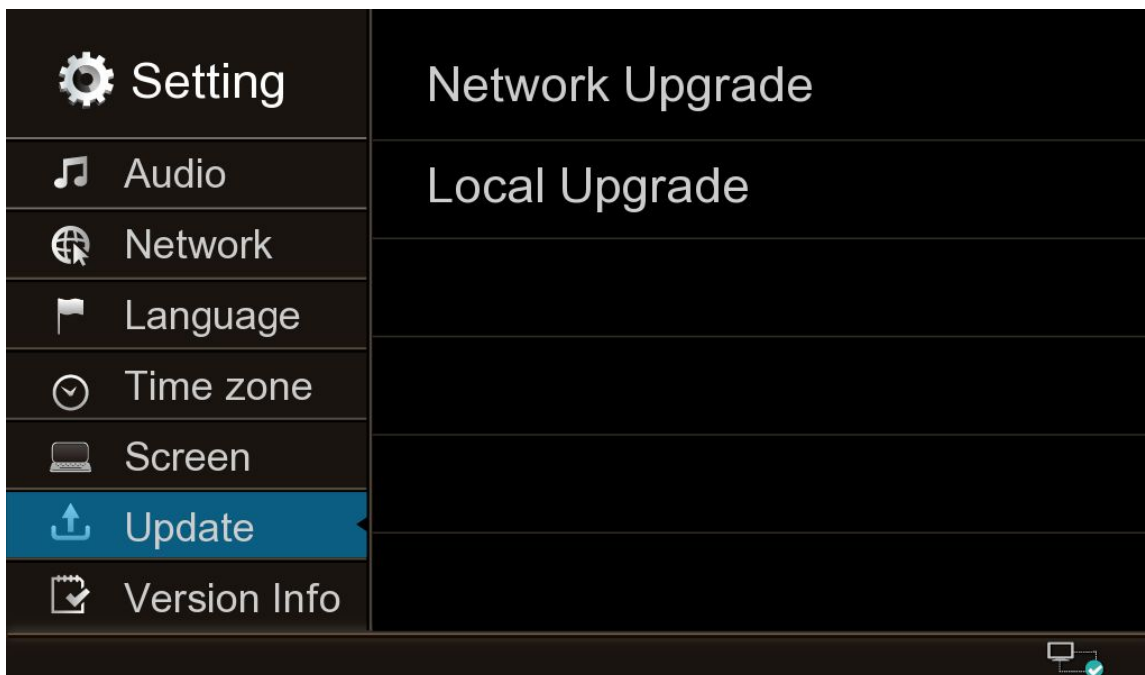 Setting
Audio
Network
Language
Time zone
Screen
Update
Version Info
Network Upgrade
Local Upgrade